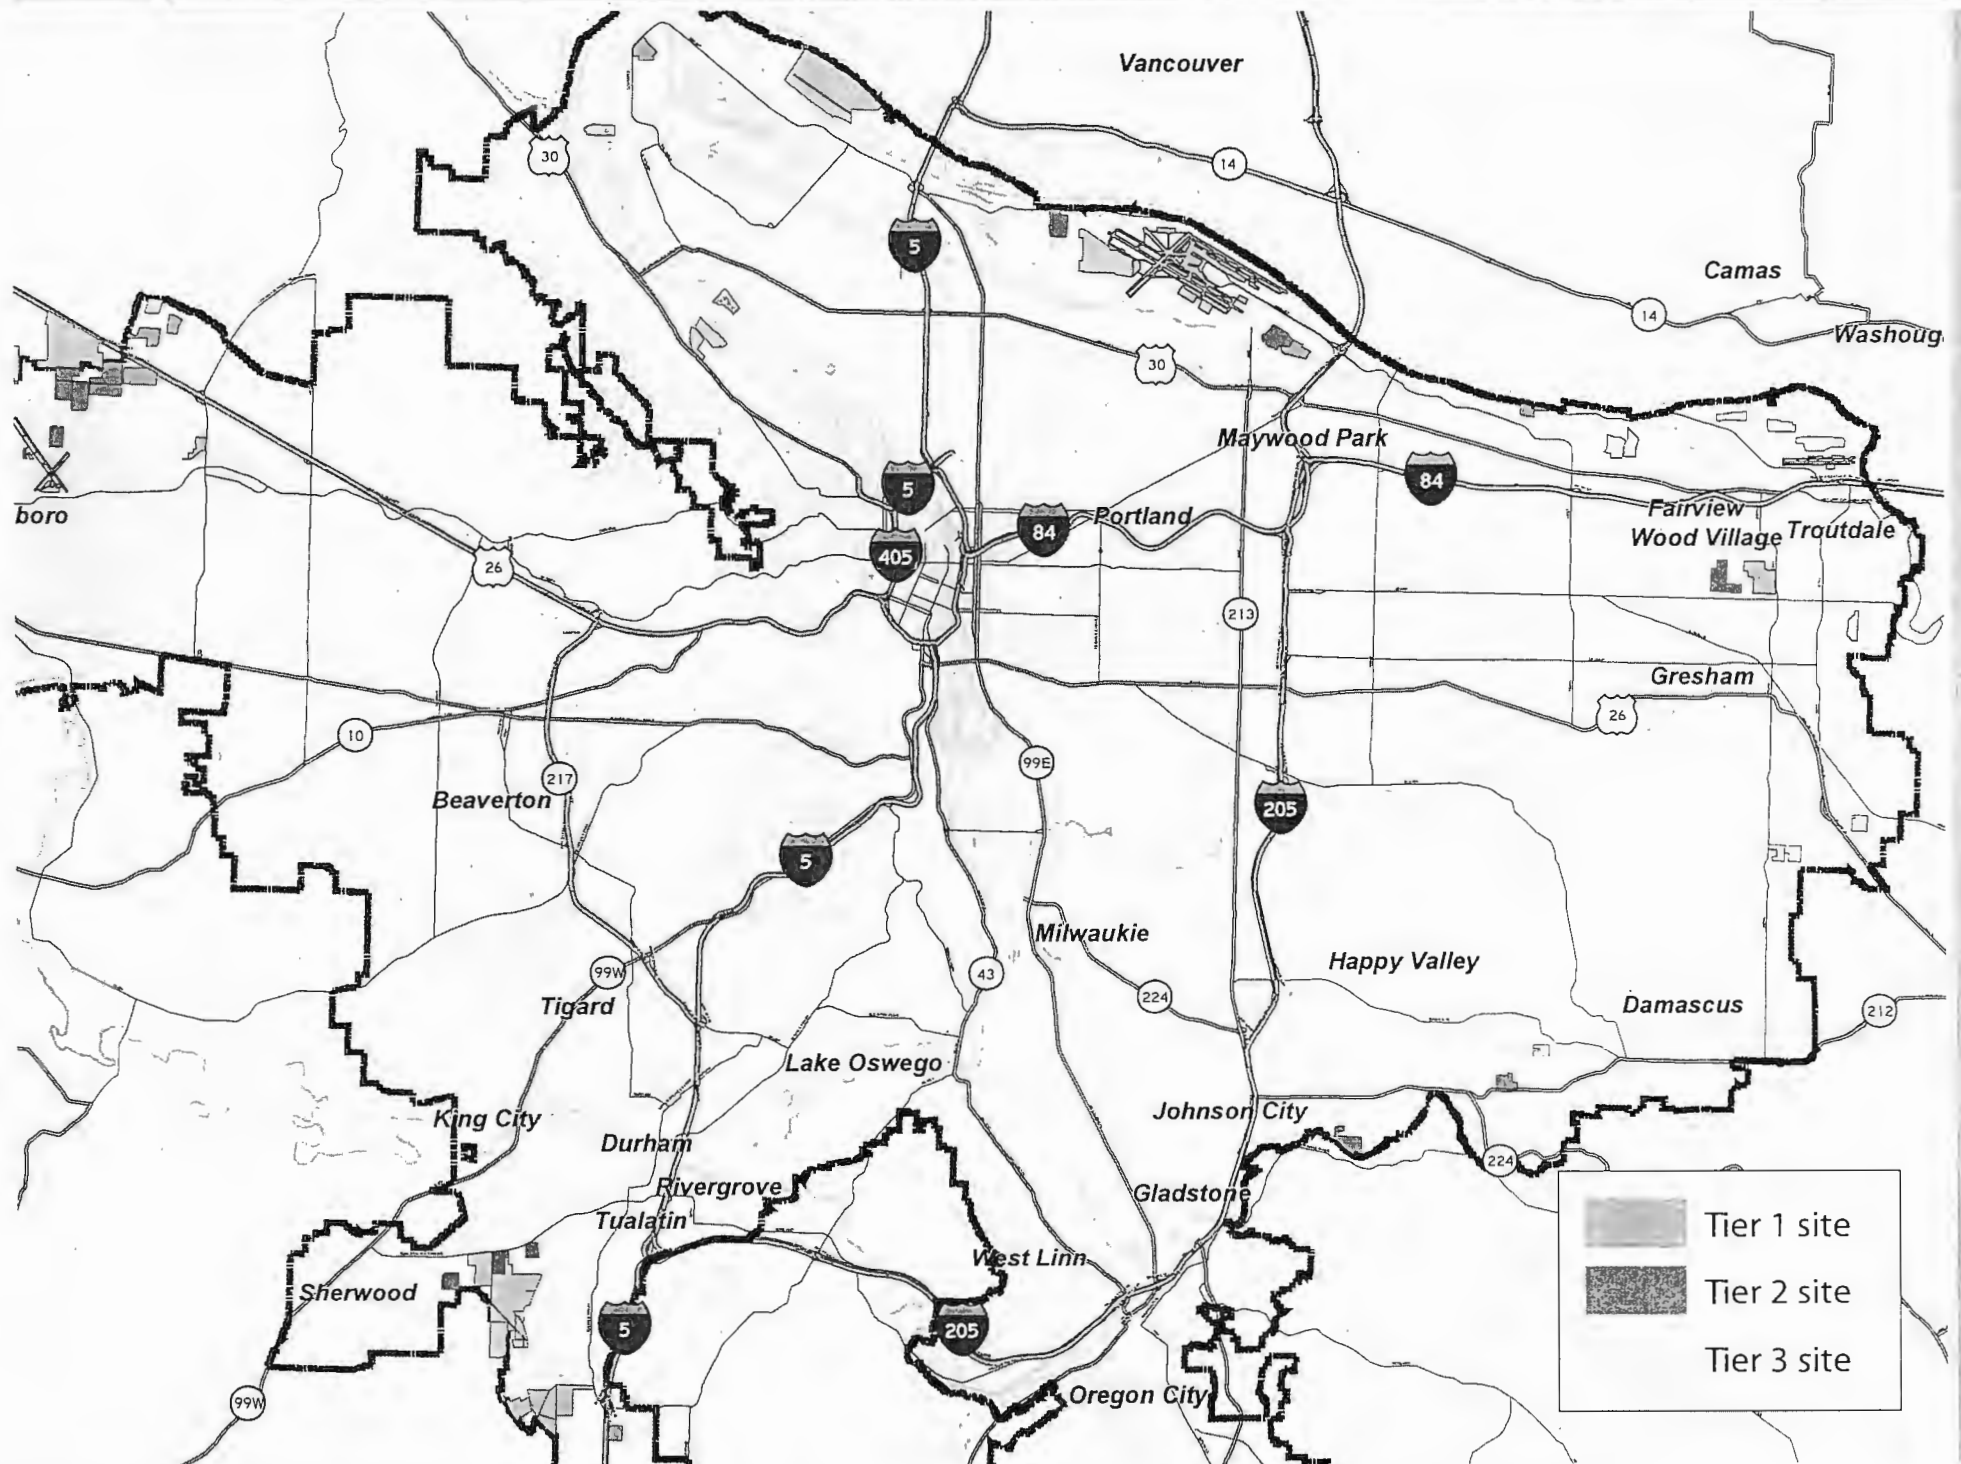 Vancouver
30
14
5
Camas
14
Washoug
30
Maywood Park
5
84
boro
Portland
84
Fairview
Wood Village
Troutdale
405
26
213
Gresham
26
10
99E
217
Beaverton
205
5
Milwaukie
Happy Valley
99W
43
224
Tigard
Damascus
212
Lake Oswego
King City
Johnson City
Durham
224
Rivergrove
Gladstone
Tualatin
West Linn
Sherwood
5
205
99W
Oregon City
Tier 1 site
Tier 2 site
Tier 3 site